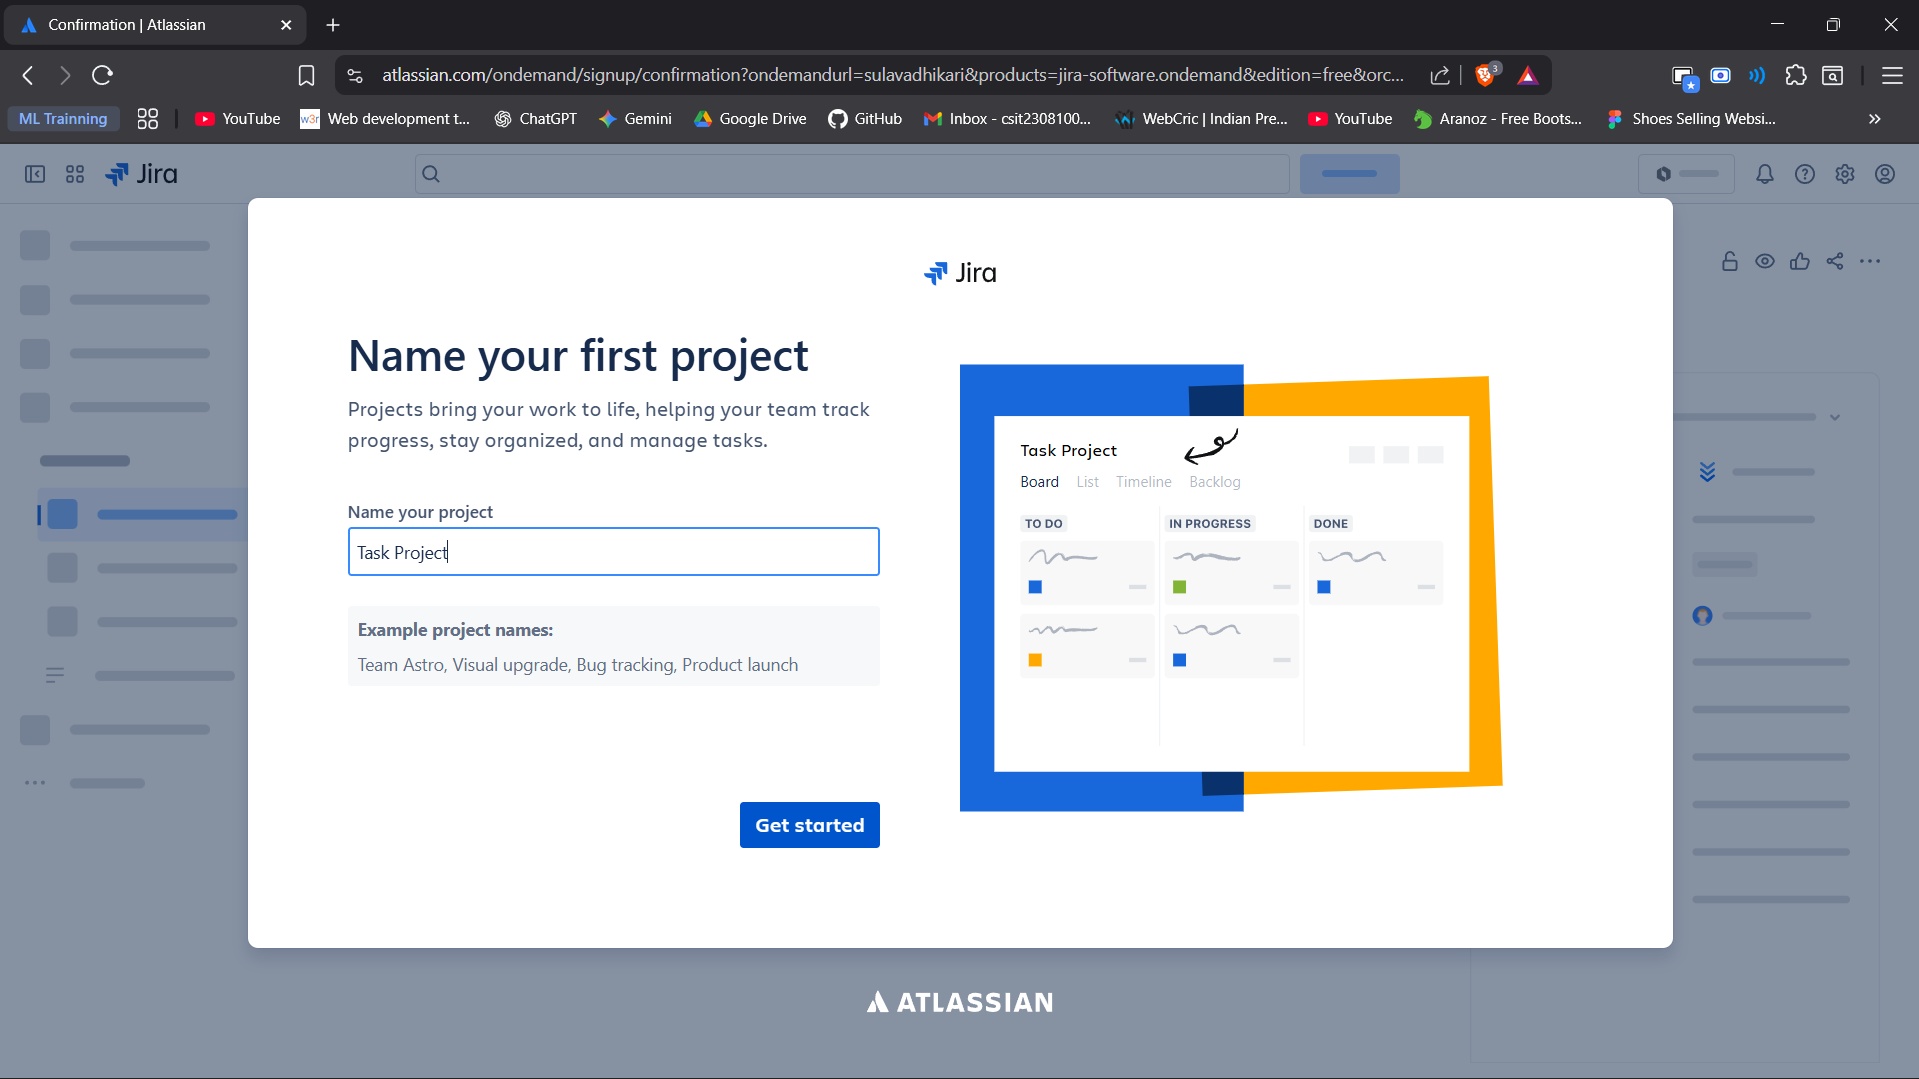 Confirmation | Atlassian
atlassian.com/ondemand/signup/confirmation?ondemandurl=sulavadhikari&products=jira-software.ondemand&edition=free&orc...
3
ML Trainning
YouTube
w3r
Web development t...
ChatGPT
Gemini
Google Drive
GitHub
Inbox - csit2308100...
WebCric | Indian Pre...
YouTube
Aranoz - Free Boots...
Shoes Selling Websi...
Jira
Jira
Name your first project
Projects bring your work to life, helping your team track
progress, stay organized, and manage tasks.
Name your project
Task Project
Example project names:
Team Astro, Visual upgrade, Bug tracking, Product launch
Get started
Task Project
Board List Timeline Backlog
TO DO IN PROGRESS DONE
ATLASSIAN